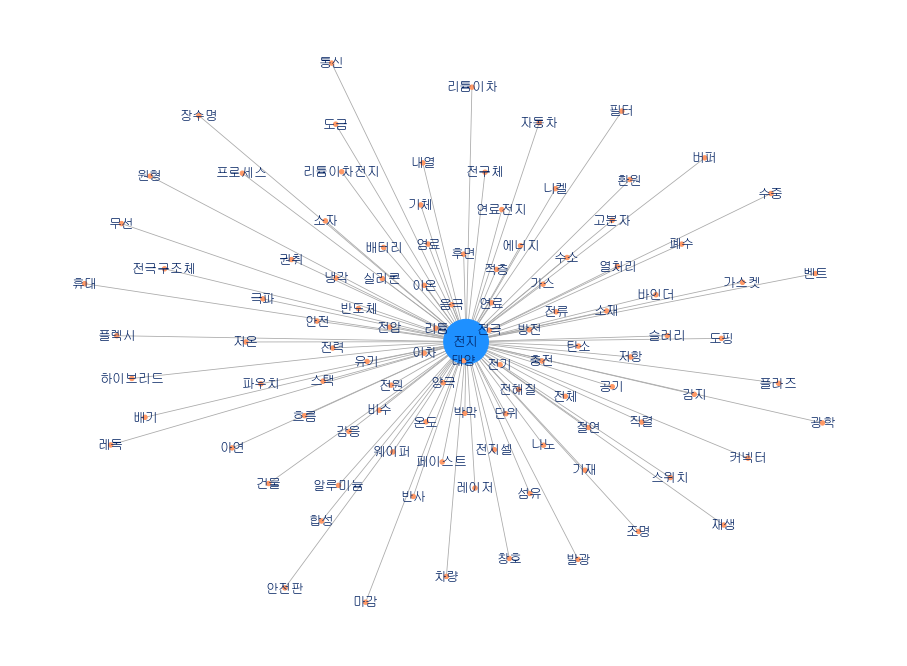 통신
리튬이차
필터
장수명
자동차
도금
버퍼
내열
리튬이차전지
전구체
프로세스
원형
환원
니켈
수중
가체
연료전지
소자
고분자
무선
폐수
염료
에너지
배터리
후면
수소
권취
열처리
전극구조체
적층
벤트
냉각
실리콘
가스켓
휴대
이온
가스
바인더
극판
음극
연료
반도체
전류
소재
안전
전압
리튬
전극
방전
플렉시
슬러리
도핑
저온
전지
전력
탄소
이차
저항
유기
태양
전기
충전
하이브리드
스택
파우치
전원
양극
플라즈
공기
전해질
감지
전체
비수
박막
단위
배기
흐름
온도
직렬
광학
절연
감응
레독
아연
나노
전지셀
웨이퍼
커넥터
페이스트
기재
스위치
건물
알루미늄
레이저
섬유
반사
합성
재생
조명
창호
발광
차량
안전판
마감